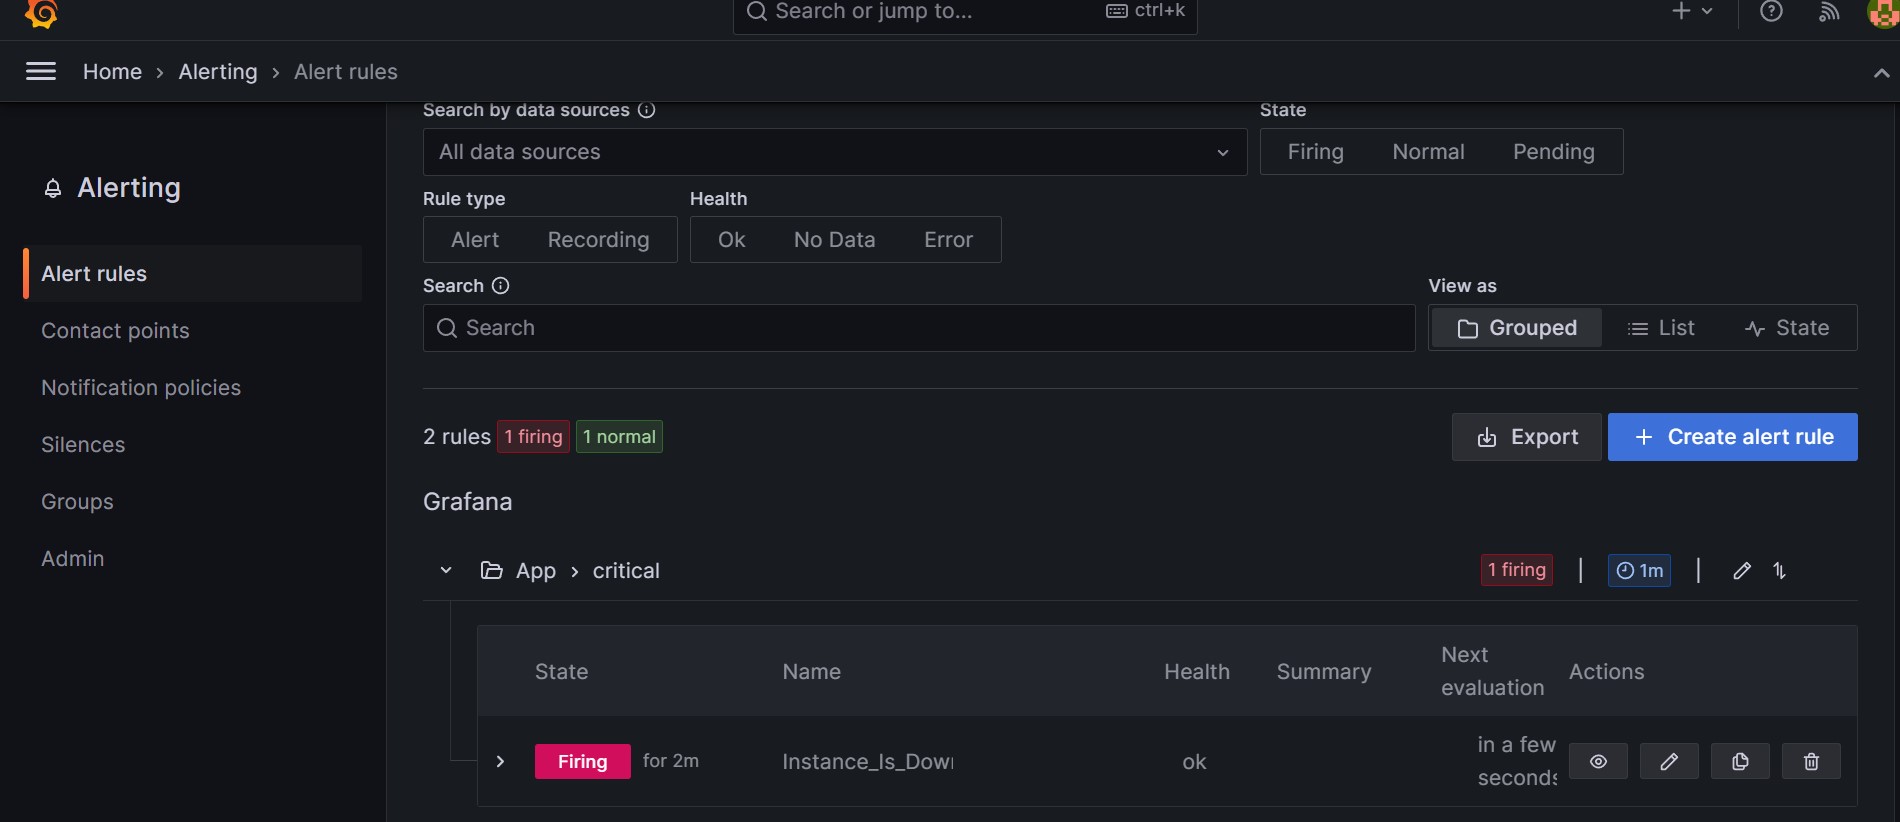 Search or jump to...
ctrl+k
Home › Alerting › Alert rules
Alerting
Alert rules
Contact points
Notification policies
Silences
Groups
Admin
Search by data sources
All data sources
State
Firing Normal Pending
Rule type
Alert Recording
Health
Ok No Data Error
Search
Search
View as
Grouped List State
2 rules 1 firing 1 normal
Export
+ Create alert rule
Grafana
App › critical
1 firing | 1m |
State Name Health Summary Next evaluation Actions
Firing for 2m Instance_Is_Dow ok in a few seconds